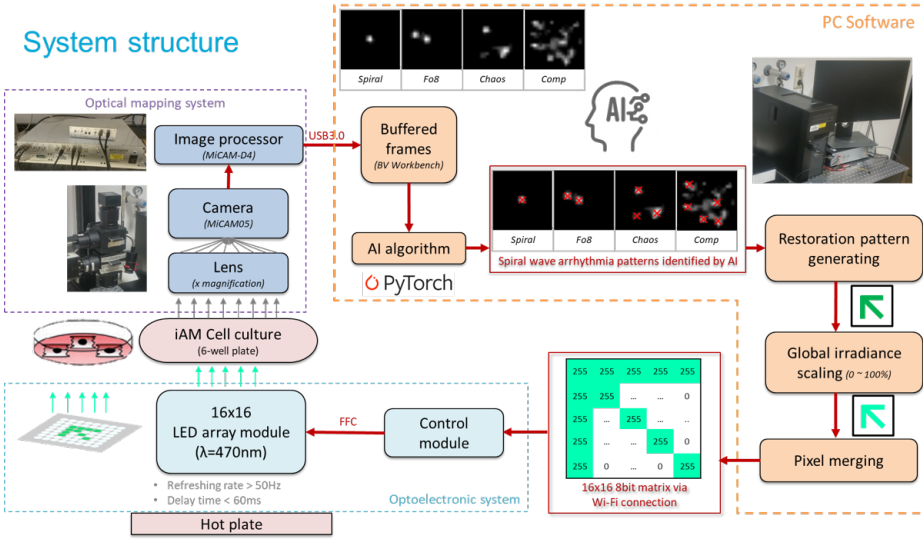 System structure
PC Software
Spiral
Fo8
Chaos
Comp
Optical mapping system
Image processor
(MiCAM-D4)
USB3.0
Buffered
frames
(BV Workbench)
AI
Camera
(MiCAM05)
AI algorithm
PyTorch
Spiral
Fo8
Chaos
Comp
Spiral wave arrhythmia patterns identified by AI
Restoration pattern
generating
Lens
(x magnification)
iAM Cell culture
(6-well plate)
Global irradiance
scaling (0 ~ 100%)
16x16
LED array module
(λ=470nm)
FFC
Control
module
255 255 255 255 255
255 255 ... ... 0
255 ... 255 ... ...
255 ... ... 255 0
255 0 ... 0 255
16x16 8bit matrix via
Wi-Fi connection
Pixel merging
• Refreshing rate > 50Hz
• Delay time < 60ms
Optoelectronic system
Hot plate